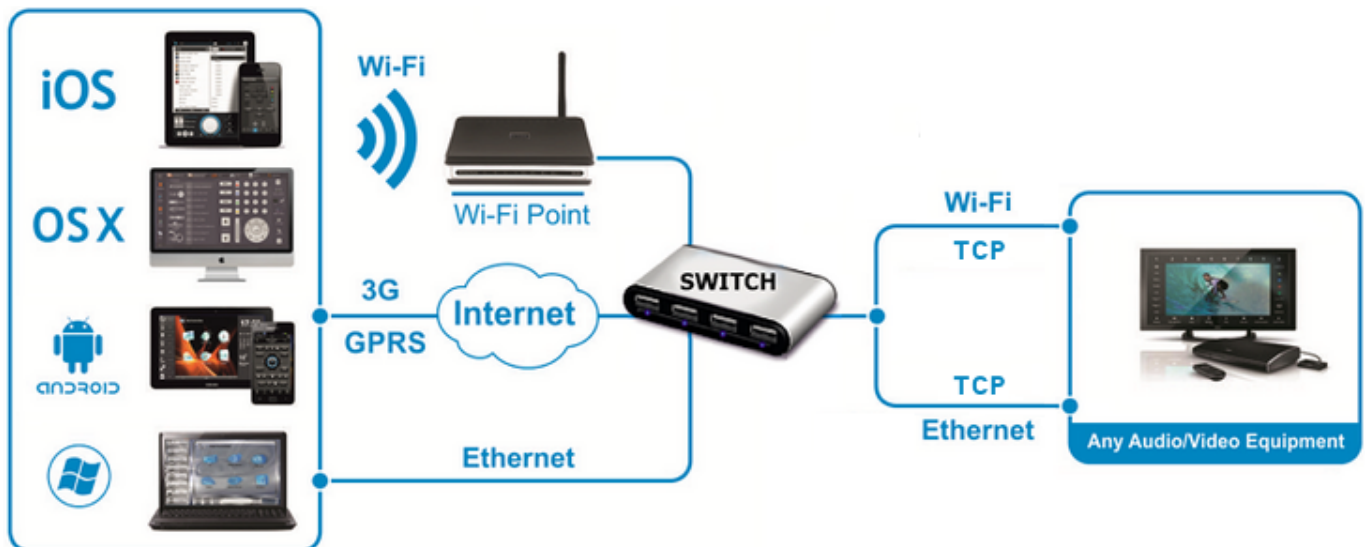 iOS
OS X
ANDROID
Wi-Fi
Wi-Fi Point
3G
GPRS
Internet
Ethernet
SWITCH
Wi-Fi
TCP
TCP
Ethernet
Any Audio/Video Equipment